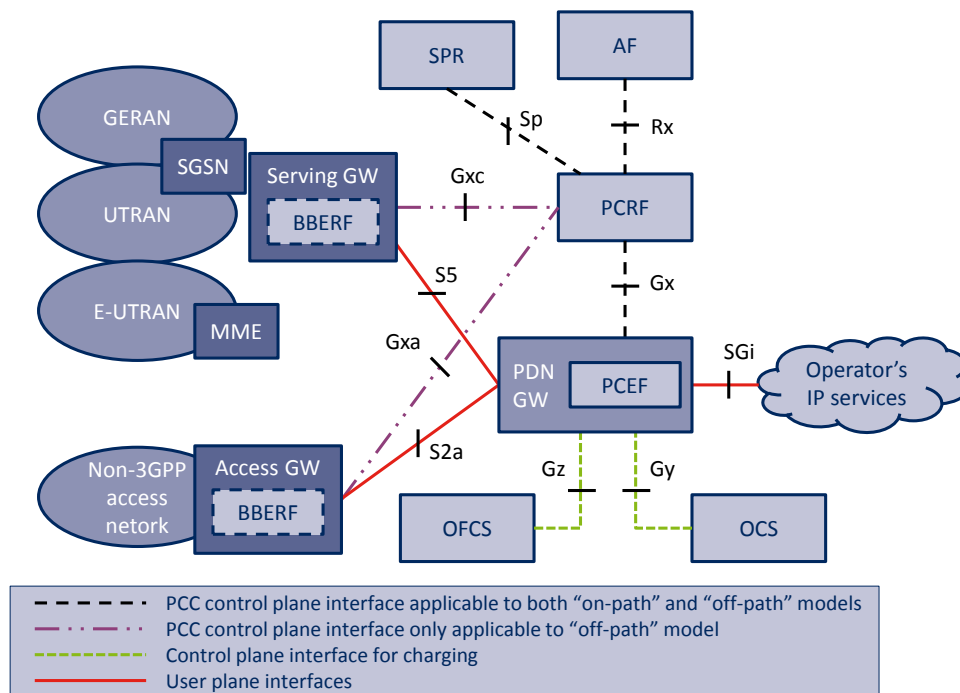 SPR
AF
GERAN
Sp
Rx
SGSN
Serving GW
Gxc
BBERF
PCRF
UTRAN
S5
Gx
E-UTRAN
MME
Gxa
SGi
PDN
GW
PCEF
Operator’s
IP services
S2a
Non-3GPP
access
netork
Access GW
BBERF
Gz
Gy
OFCS
OCS
PCC control plane interface applicable to both “on-path” and “off-path” models
PCC control plane interface only applicable to “off-path” model
Control plane interface for charging
User plane interfaces